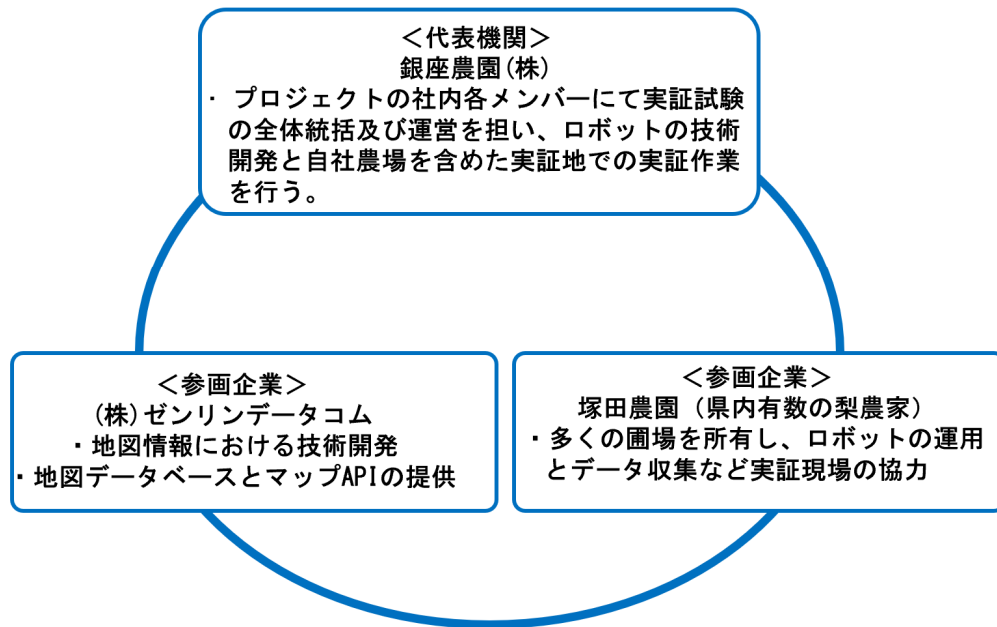 ＜代表機関＞
銀座農園(株)
・ プロジェクトの社内各メンバーにて実証試験
の全体統括及び運営を担い、ロボットの技術
開発と自社農場を含めた実証地での実証作業
を行う。
＜参画企業＞
(株)ゼンリンデータコム
・地図情報における技術開発
・地図データベースとマップAPIの提供
＜参画企業＞
塚田農園（県内有数の梨農家）
・多くの圃場を所有し、ロボットの運用
とデータ収集など実証現場の協力